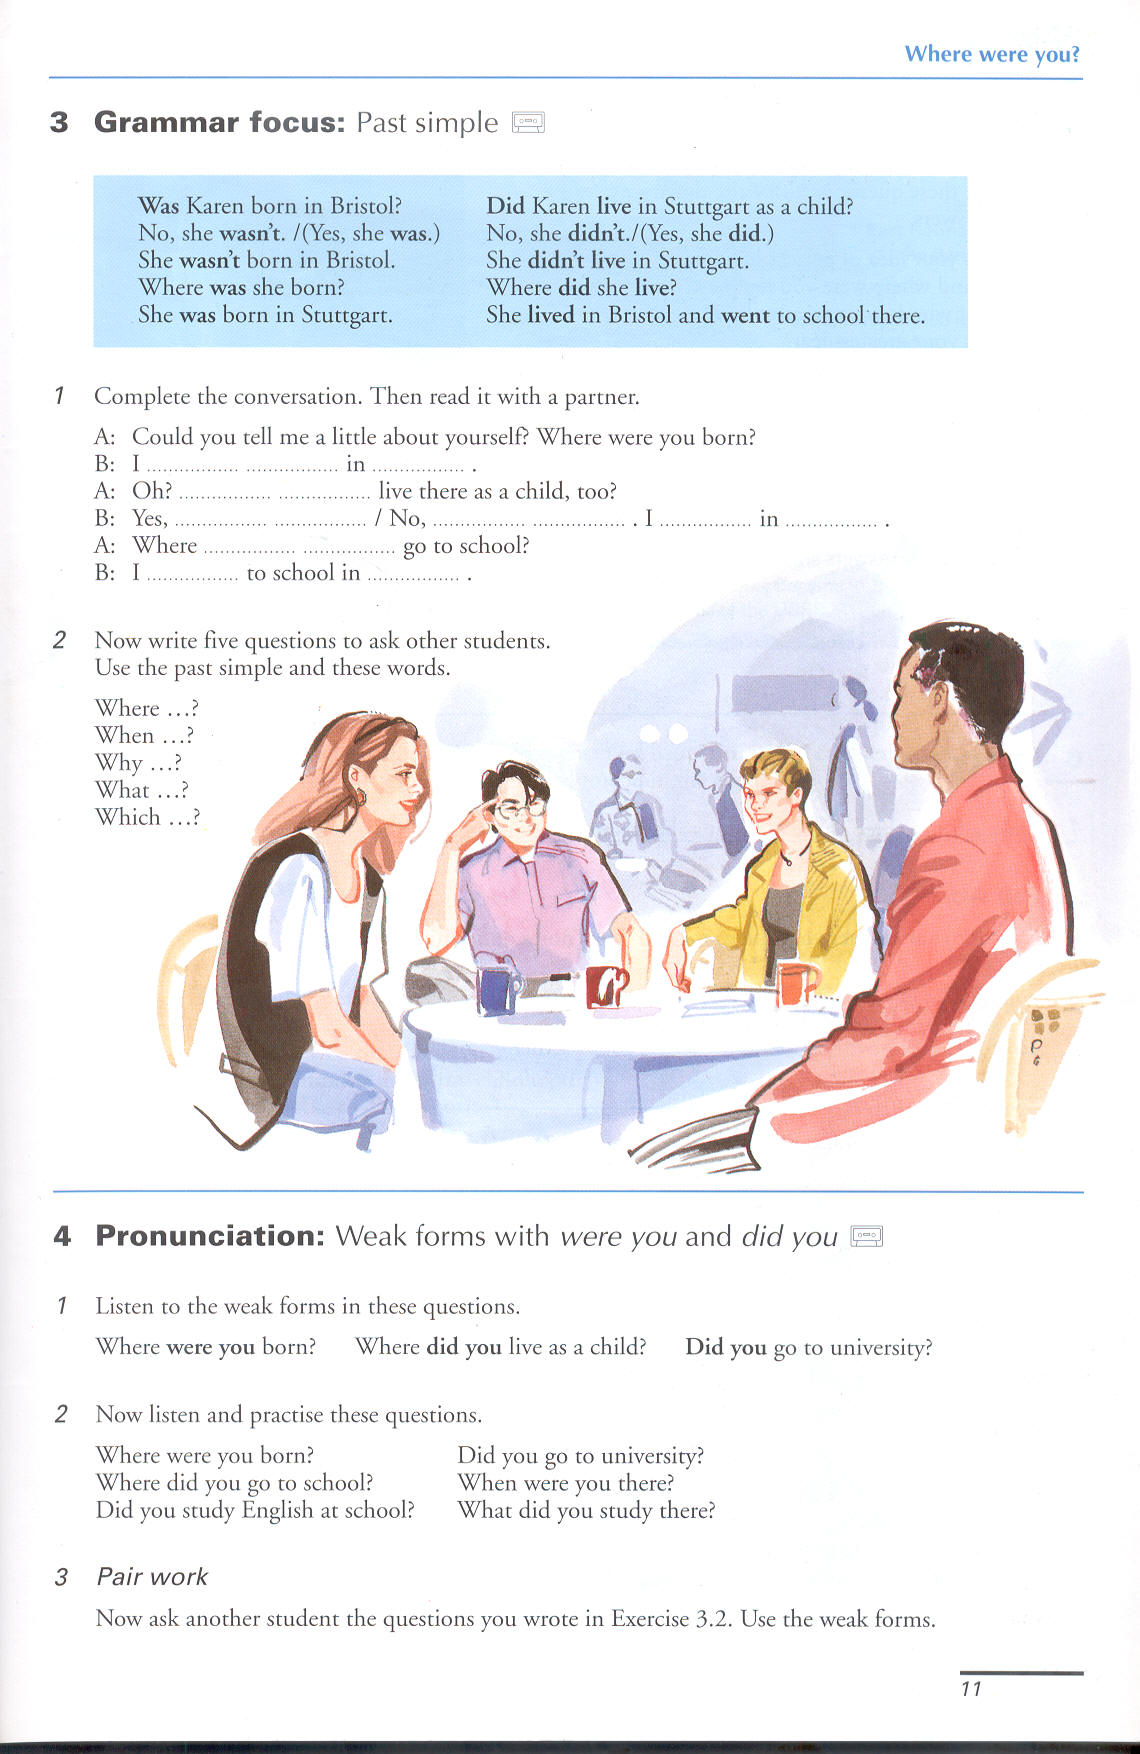 Where were you?
3 Grammar focus: Past simple
Was Karen born in Bristol?
No, she wasn't. /(Yes, she was.)
She wasn't born in Bristol.
Where was she born?
She was born in Stuttgart.
Did Karen live in Stuttgart as a child?
No, she didn't./(Yes, she did.)
She didn't live in Stuttgart.
Where did she live?
She lived in Bristol and went to school there.
1 Complete the conversation. Then read it with a partner.
A: Could you tell me a little about yourself? Where were you born?
B: I ................. ................. in ................. .
A: Oh? ................. ................. live there as a child, too?
B: Yes, ................. ................. / No, ................. ................. . I ................. in ................. .
A: Where ................. ................. go to school?
B: I ................. to school in ................. .
2 Now write five questions to ask other students.
Use the past simple and these words.
Where ...?
When ...?
Why ...?
What ...?
Which ...?
4 Pronunciation: Weak forms with were you and did you
1 Listen to the weak forms in these questions.
Where were you born? Where did you live as a child? Did you go to university?
2 Now listen and practise these questions.
Where were you born?
Where did you go to school?
Did you study English at school?
Did you go to university?
When were you there?
What did you study there?
3 Pair work
Now ask another student the questions you wrote in Exercise 3.2. Use the weak forms.
11